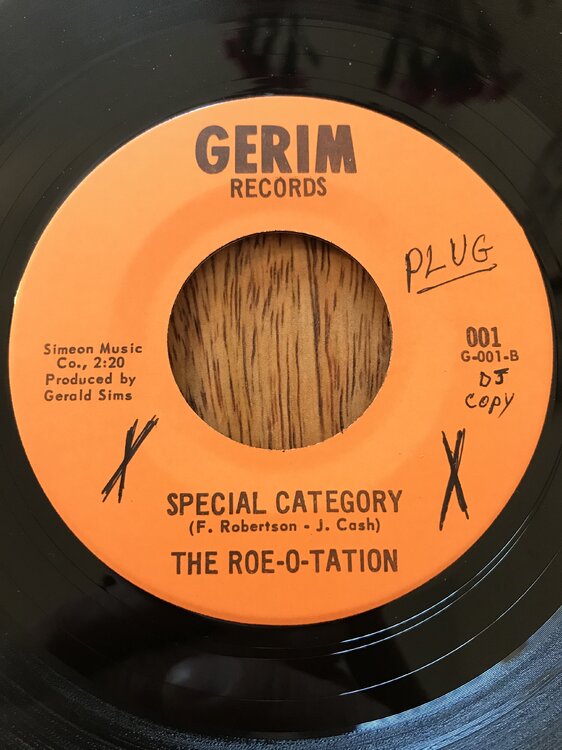 GERIM
RECORDS
PLUG
Simeon Music
Co., 2:20
Produced by
Gerald Sims
001
G-001-B
DJ
Copy
X
X
SPECIAL CATEGORY
(F. Robertson - J. Cash)
THE ROE-O-TATION